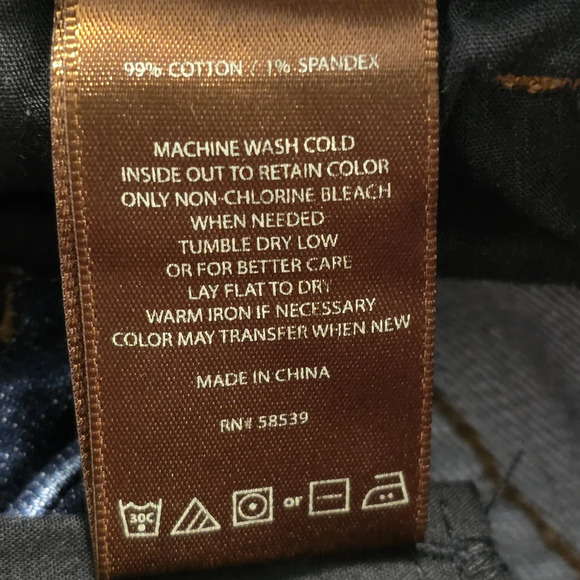 99% COTTON / 1% SPANDEX
MACHINE WASH COLD
INSIDE OUT TO RETAIN COLOR
ONLY NON-CHLORINE BLEACH
WHEN NEEDED
TUMBLE DRY LOW
OR FOR BETTER CARE
LAY FLAT TO DRY
WARM IRON IF NECESSARY
COLOR MAY TRANSFER WHEN NEW
MADE IN CHINA
RN# 58539
30C or